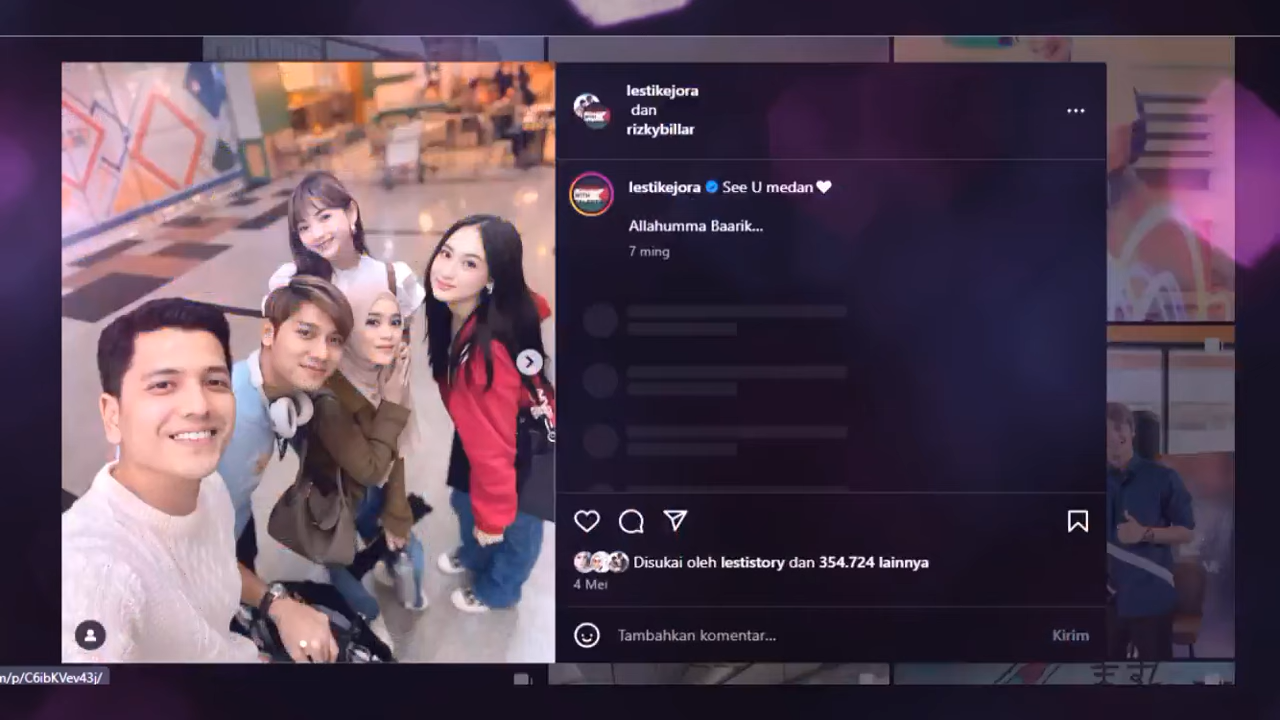 lestikejora
dan
rizkybillar
lestikejora See U medan🤍
Allahumma Baarik...
7 ming
Disukai oleh lestistory dan 354.724 lainnya
4 Mei
Tambahkan komentar...
Kirim
m/p/C6ibKVev43j/